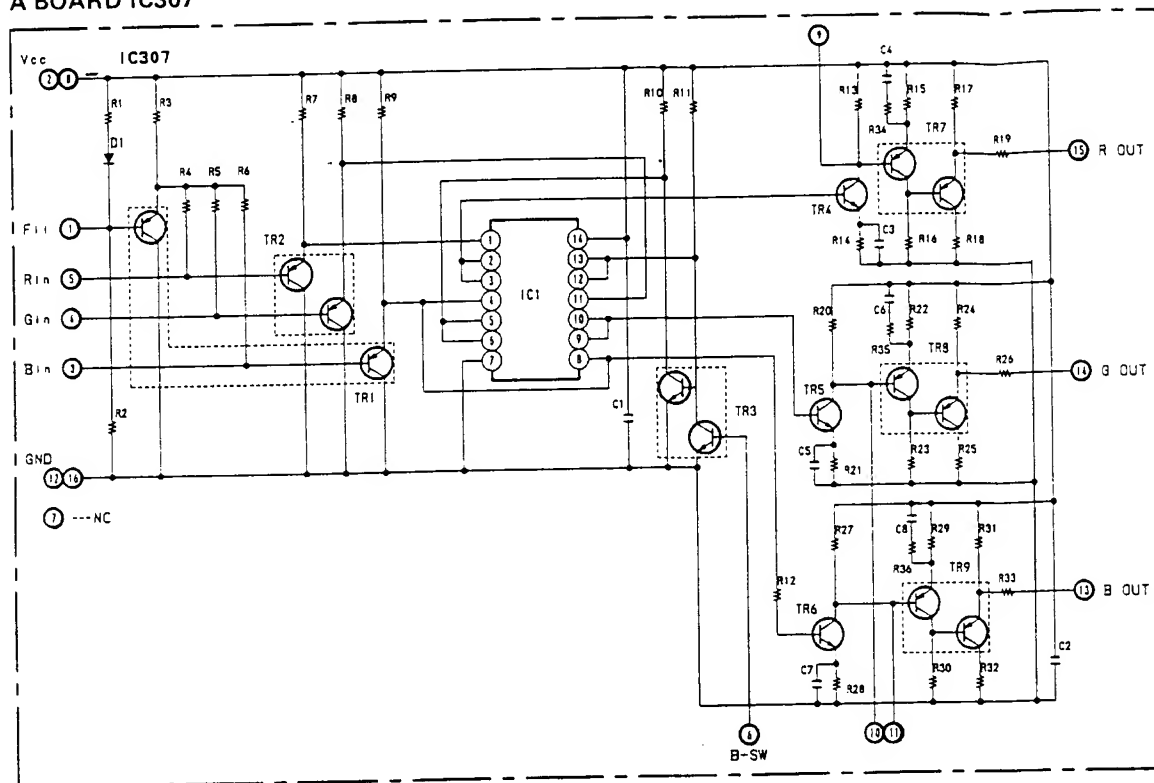 A BOARD IC307
Vcc
IC307
2 8
9
C4
R1
R3
R7
R8
R9
R10
R11
R13
R15
R17
R34
TR7
R19
15 R OUT
D1
R4
R5
R6
TR4
1
TR2
1
14
R14
C3
R16
R18
Rin 5
2
13
3
12
IC1
4
11
R20
C6
R22
R24
Gin 4
5
10
R35
TR8
R26
6
9
14 G OUT
Bin 3
7
8
TR5
TR1
C1
TR3
R2
C5
R21
R23
R25
GND
12 16
7 ---NC
R27
C8
R29
R31
R36
TR9
R33
R12
13 B OUT
TR6
C7
R28
R30
R32
C2
6
B-SW
10 11